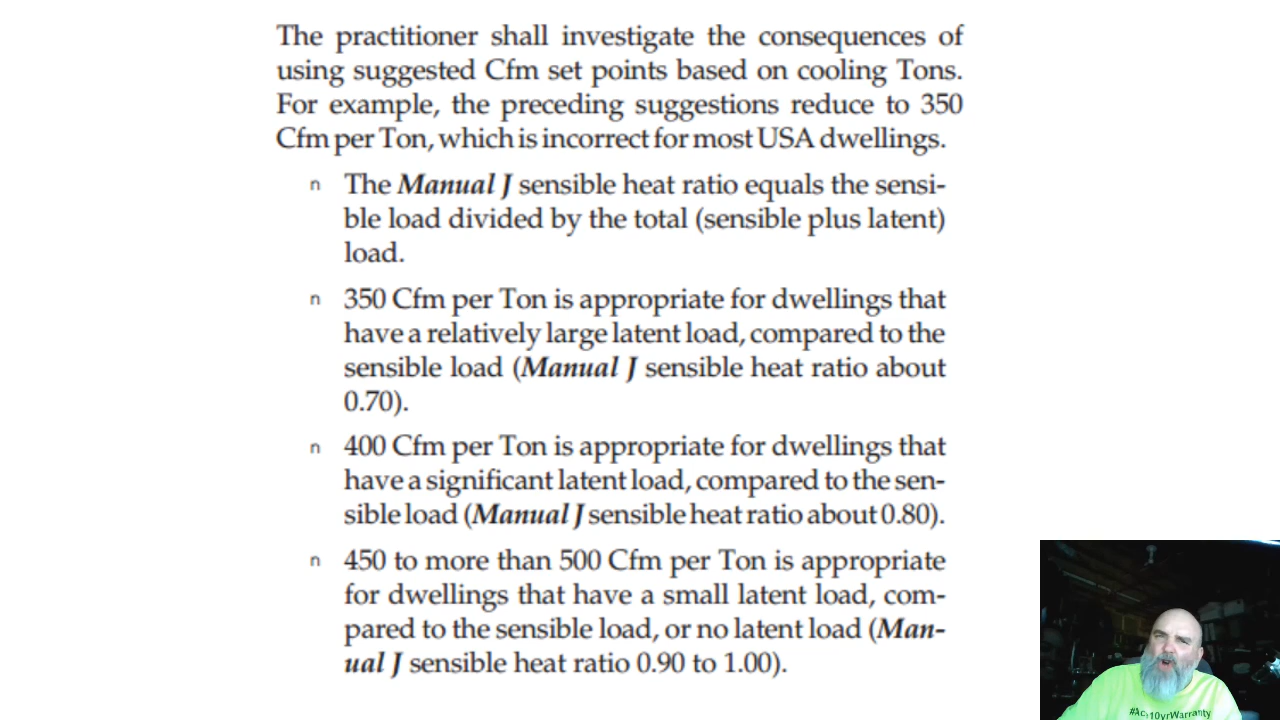 The practitioner shall investigate the consequences of
using suggested Cfm set points based on cooling Tons.
For example, the preceding suggestions reduce to 350
Cfm per Ton, which is incorrect for most USA dwellings.
n The Manual J sensible heat ratio equals the sensi-
ble load divided by the total (sensible plus latent)
load.
n 350 Cfm per Ton is appropriate for dwellings that
have a relatively large latent load, compared to the
sensible load (Manual J sensible heat ratio about
0.70).
n 400 Cfm per Ton is appropriate for dwellings that
have a significant latent load, compared to the sen-
sible load (Manual J sensible heat ratio about 0.80).
n 450 to more than 500 Cfm per Ton is appropriate
for dwellings that have a small latent load, com-
pared to the sensible load, or no latent load (Man-
ual J sensible heat ratio 0.90 to 1.00).